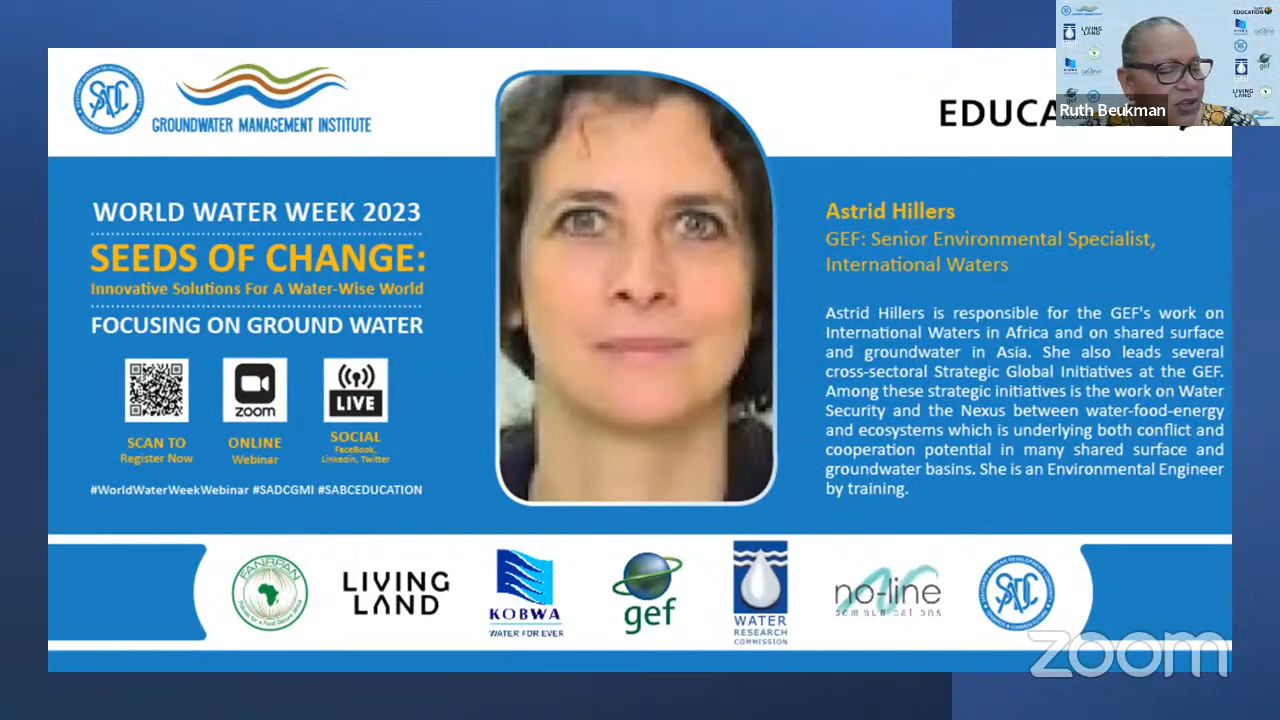 SADC
GROUNDWATER MANAGEMENT INSTITUTE
EDUCA
Ruth Beukman
WORLD WATER WEEK 2023
SEEDS OF CHANGE:
Innovative Solutions For A Water-Wise World
FOCUSING ON GROUND WATER
zoom
LIVE
SCAN TO
Register Now
ONLINE
Webinar
SOCIAL
FaceBook,
Linkedin, Twitter
#WorldWaterWeekWebinar #SADCGMI #SABCEDUCATION
Astrid Hillers
GEF: Senior Environmental Specialist,
International Waters
Astrid Hillers is responsible for the GEF's work on
International Waters in Africa and on shared surface
and groundwater in Asia. She also leads several
cross-sectoral Strategic Global Initiatives at the GEF.
Among these strategic initiatives is the work on Water
Security and the Nexus between water-food-energy
and ecosystems which is underlying both conflict and
cooperation potential in many shared surface and
groundwater basins. She is an Environmental Engineer
by training.
FANRPAN
LIVING
LAND
KOBWA
WATER FOR EVER
gef
WATER
RESEARCH
COMMISSION
no-line
communications
SADC
zoom